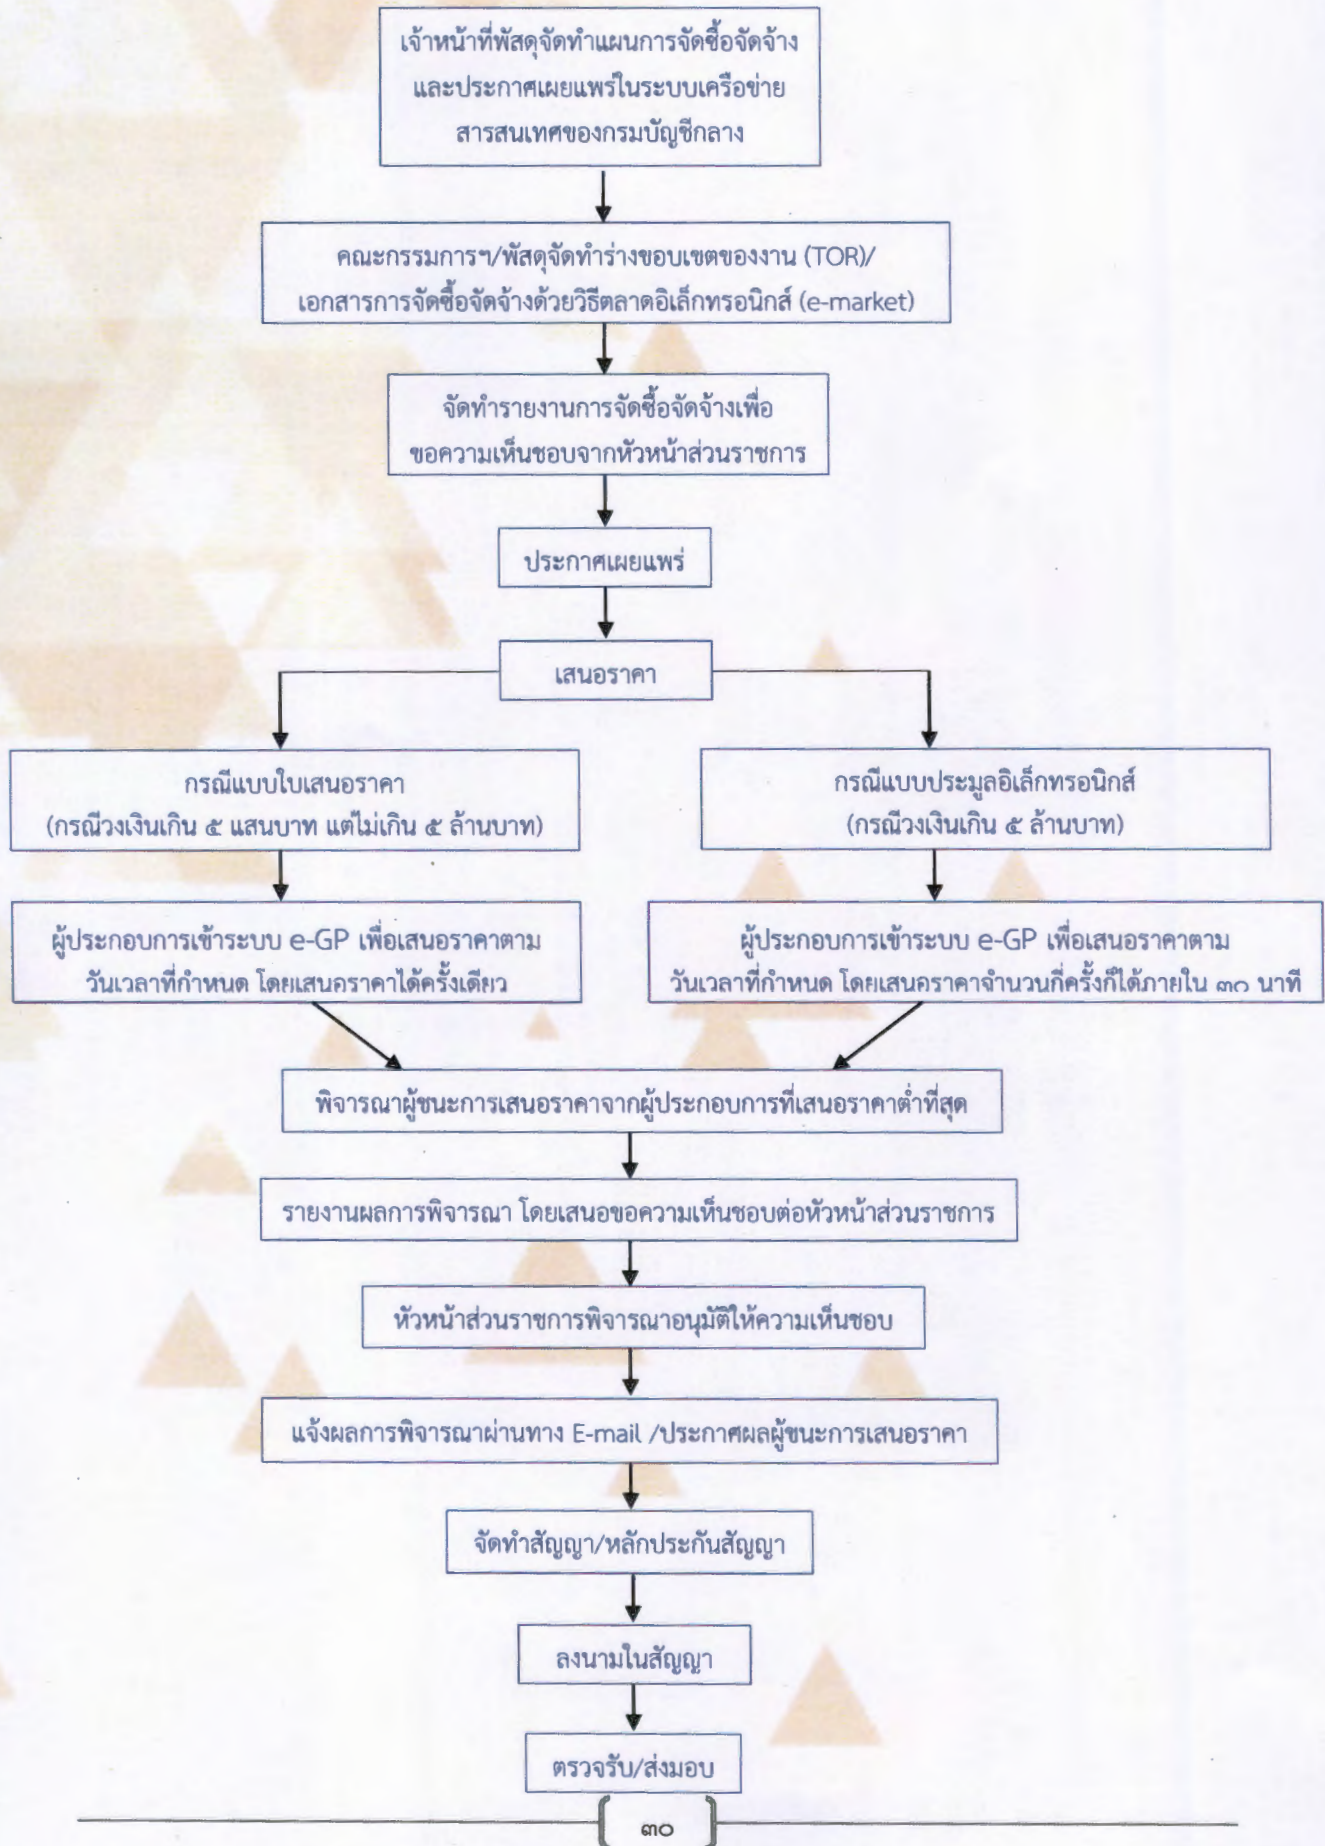 เจ้าหน้าที่พัสดุจัดทำแผนการจัดซื้อจัดจ้าง
และประกาศเผยแพร่ในระบบเครือข่าย
สารสนเทศของกรมบัญชีกลาง
คณะกรรมการฯ/พัสดุจัดทำร่างขอบเขตของงาน (TOR)/
เอกสารการจัดซื้อจัดจ้างด้วยวิธีตลาดอิเล็กทรอนิกส์ (e-market)
จัดทำรายงานการจัดซื้อจัดจ้างเพื่อ
ขอความเห็นชอบจากหัวหน้าส่วนราชการ
ประกาศเผยแพร่
เสนอราคา
กรณีแบบใบเสนอราคา
(กรณีวงเงินเกิน ๕ แสนบาท แต่ไม่เกิน ๕ ล้านบาท)
กรณีแบบประมูลอิเล็กทรอนิกส์
(กรณีวงเงินเกิน ๕ ล้านบาท)
ผู้ประกอบการเข้าระบบ e-GP เพื่อเสนอราคาตาม
วันเวลาที่กำหนด โดยเสนอราคาได้ครั้งเดียว
ผู้ประกอบการเข้าระบบ e-GP เพื่อเสนอราคาตาม
วันเวลาที่กำหนด โดยเสนอราคาจำนวนกี่ครั้งก็ได้ภายใน ๓๐ นาที
พิจารณาผู้ชนะการเสนอราคาจากผู้ประกอบการที่เสนอราคาต่ำที่สุด
รายงานผลการพิจารณา โดยเสนอขอความเห็นชอบต่อหัวหน้าส่วนราชการ
หัวหน้าส่วนราชการพิจารณาอนุมัติให้ความเห็นชอบ
แจ้งผลการพิจารณาผ่านทาง E-mail /ประกาศผลผู้ชนะการเสนอราคา
จัดทำสัญญา/หลักประกันสัญญา
ลงนามในสัญญา
ตรวจรับ/ส่งมอบ
๓๐